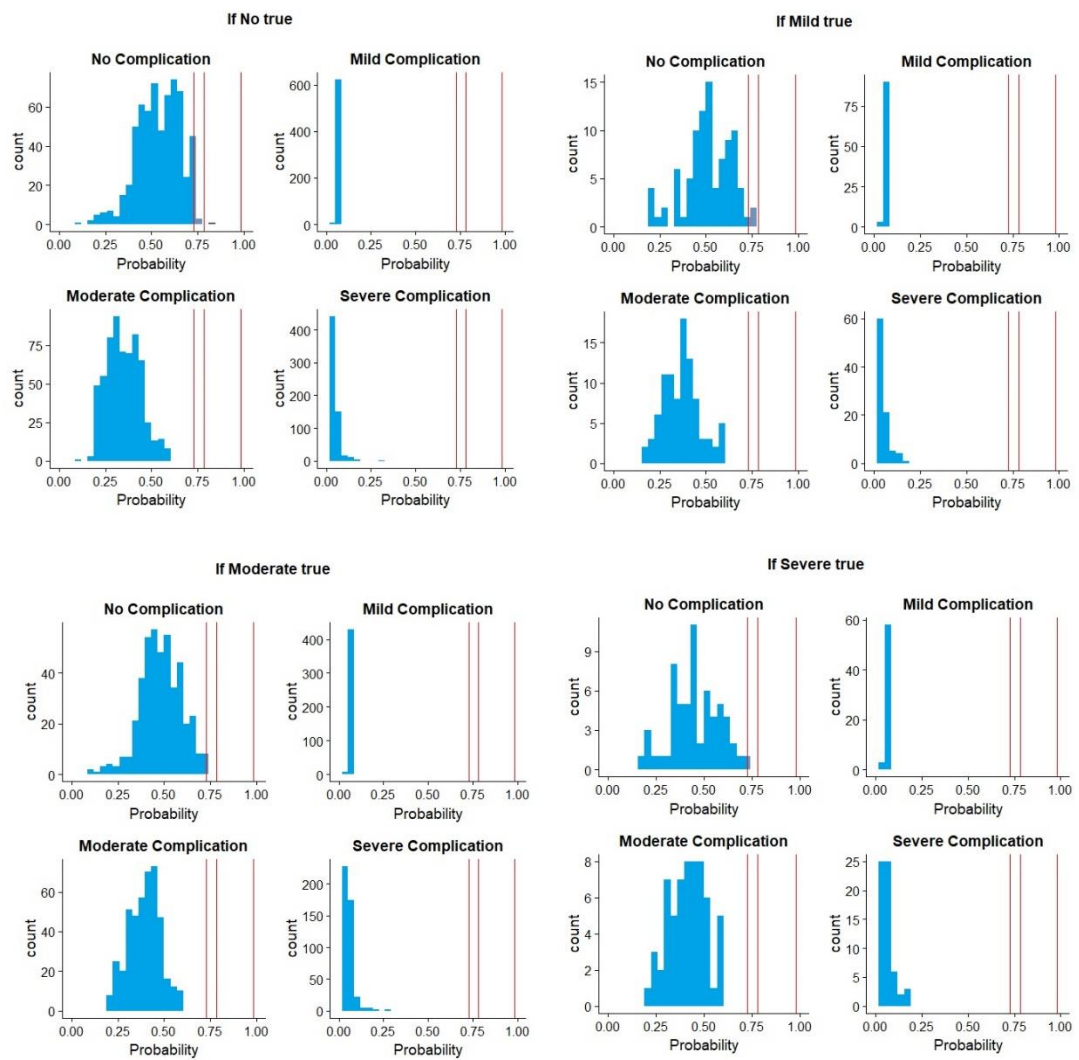 If No true
No Complication
Mild Complication
count
60
40
20
0
0.00 0.25 0.50 0.75 1.00
Probability
count
600
400
200
0
0.00 0.25 0.50 0.75 1.00
Probability
Moderate Complication
Severe Complication
count
75
50
25
0
0.00 0.25 0.50 0.75 1.00
Probability
count
400
300
200
100
0
0.00 0.25 0.50 0.75 1.00
Probability
If Mild true
No Complication
Mild Complication
count
15
10
5
0
0.00 0.25 0.50 0.75 1.00
Probability
count
90
60
30
0
0.00 0.25 0.50 0.75 1.00
Probability
Moderate Complication
Severe Complication
count
15
10
5
0
0.00 0.25 0.50 0.75 1.00
Probability
count
60
40
20
0
0.00 0.25 0.50 0.75 1.00
Probability
If Moderate true
No Complication
Mild Complication
count
40
20
0
0.00 0.25 0.50 0.75 1.00
Probability
count
400
300
200
100
0
0.00 0.25 0.50 0.75 1.00
Probability
Moderate Complication
Severe Complication
count
60
40
20
0
0.00 0.25 0.50 0.75 1.00
Probability
count
200
150
100
50
0
0.00 0.25 0.50 0.75 1.00
Probability
If Severe true
No Complication
Mild Complication
count
9
6
3
0
0.00 0.25 0.50 0.75 1.00
Probability
count
60
40
20
0
0.00 0.25 0.50 0.75 1.00
Probability
Moderate Complication
Severe Complication
count
8
6
4
2
0
0.00 0.25 0.50 0.75 1.00
Probability
count
25
20
15
10
5
0
0.00 0.25 0.50 0.75 1.00
Probability